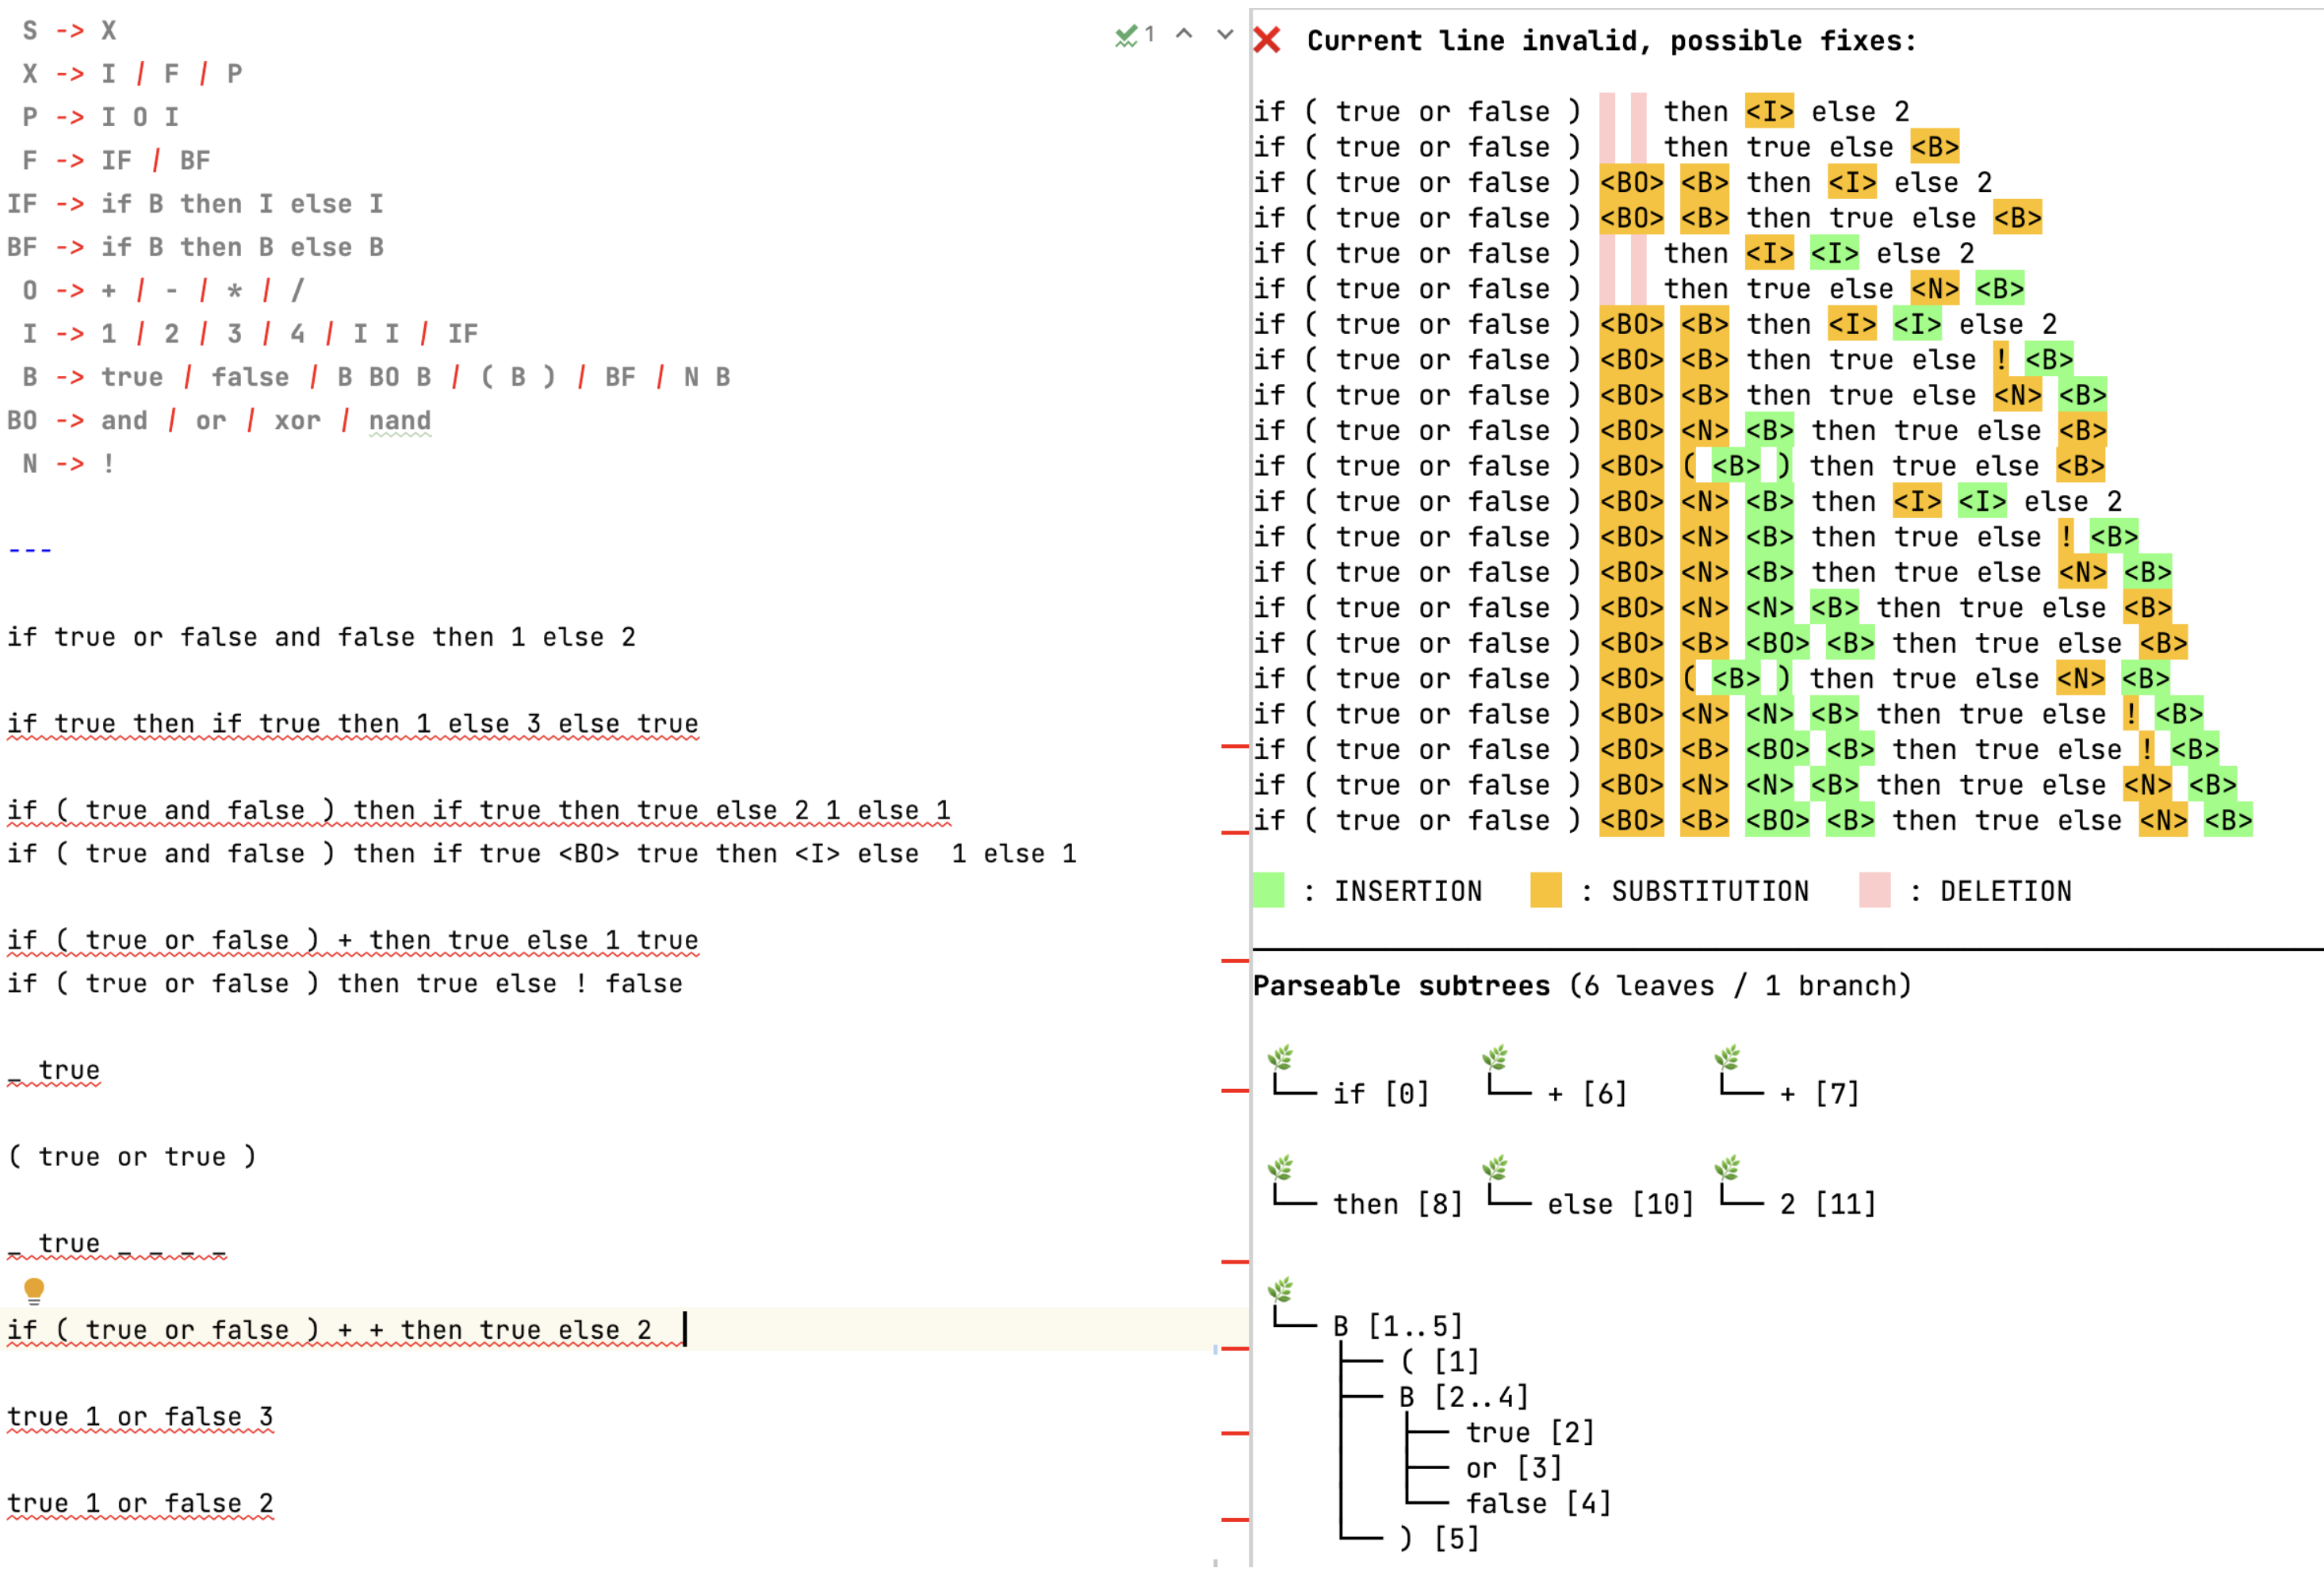 S -> X
X -> I / F / P
P -> I O I
F -> IF / BF
IF -> if B then I else I
BF -> if B then B else B
O -> + / - / * / /
I -> 1 / 2 / 3 / 4 / I I / IF
B -> true / false / B BO B / ( B ) / BF / N B
BO -> and / or / xor / nand
N -> !
---
if true or false and false then 1 else 2
if true then if true then 1 else 3 else true
if ( true and false ) then if true then true else 2 1 else 1
if ( true and false ) then if true <BO> true then <I> else  1 else 1
if ( true or false ) + then true else 1 true
if ( true or false ) then true else ! false
_ true
( true or true )
_ true _ _ _ _
if ( true or false ) + + then true else 2
true 1 or false 3
true 1 or false 2
1
Current line invalid, possible fixes:
if ( true or false ) then <I> else 2
if ( true or false ) then true else <B>
if ( true or false ) <BO> <B> then <I> else 2
if ( true or false ) <BO> <B> then true else <B>
if ( true or false ) then <I> <I> else 2
if ( true or false ) then true else <N> <B>
if ( true or false ) <BO> <B> then <I> <I> else 2
if ( true or false ) <BO> <B> then true else ! <B>
if ( true or false ) <BO> <B> then true else <N> <B>
if ( true or false ) <BO> <N> <B> then true else <B>
if ( true or false ) <BO> ( <B> ) then true else <B>
if ( true or false ) <BO> <N> <B> then <I> <I> else 2
if ( true or false ) <BO> <N> <B> then true else ! <B>
if ( true or false ) <BO> <N> <B> then true else <N> <B>
if ( true or false ) <BO> <N> <N> <B> then true else <B>
if ( true or false ) <BO> <B> <BO> <B> then true else <B>
if ( true or false ) <BO> ( <B> ) then true else <N> <B>
if ( true or false ) <BO> <N> <N> <B> then true else ! <B>
if ( true or false ) <BO> <B> <BO> <B> then true else ! <B>
if ( true or false ) <BO> <N> <N> <B> then true else <N> <B>
if ( true or false ) <BO> <B> <BO> <B> then true else <N> <B>
: INSERTION : SUBSTITUTION : DELETION
Parseable subtrees (6 leaves / 1 branch)
if [0] + [6] + [7]
then [8] else [10] 2 [11]
B [1..5]
( [1]
B [2..4]
true [2]
or [3]
false [4]
) [5]